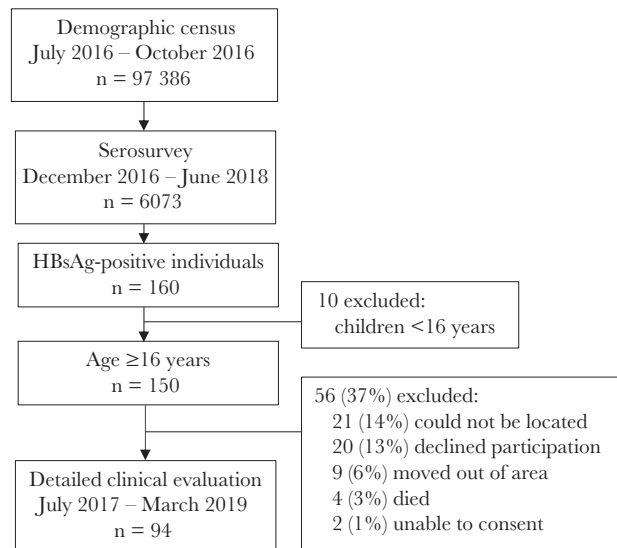 Demographic census
July 2016 – October 2016
n = 97 386
Serosurvey
December 2016 – June 2018
n = 6073
HBsAg-positive individuals
n = 160
10 excluded:
children <16 years
Age ≥16 years
n = 150
56 (37%) excluded:
21 (14%) could not be located
20 (13%) declined participation
9 (6%) moved out of area
4 (3%) died
2 (1%) unable to consent
Detailed clinical evaluation
July 2017 – March 2019
n = 94